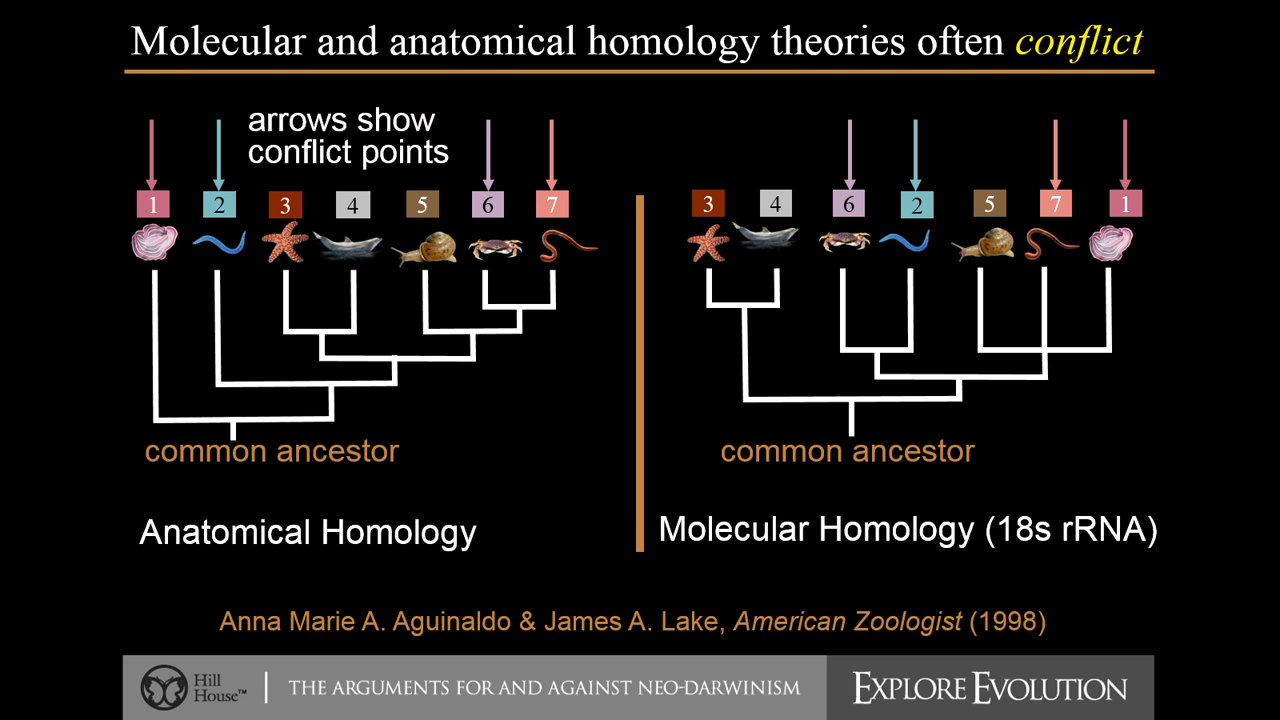 Molecular and anatomical homology theories often conflict
arrows show
conflict points
1 2 3 4 5 6 7
3 4 6 2 5 7 1
common ancestor
common ancestor
Anatomical Homology
Molecular Homology (18s rRNA)
Anna Marie A. Aguinaldo & James A. Lake, American Zoologist (1998)
Hill
House™
THE ARGUMENTS FOR AND AGAINST NEO-DARWINISM
EXPLORE EVOLUTION